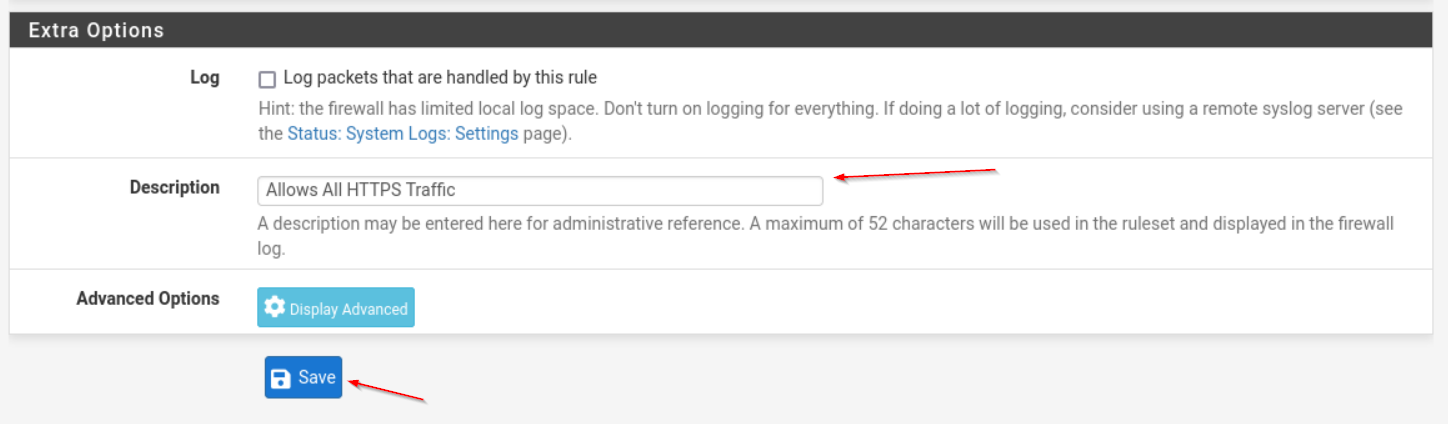 Extra Options
Log
Log packets that are handled by this rule
Hint: the firewall has limited local log space. Don't turn on logging for everything. If doing a lot of logging, consider using a remote syslog server (see
the Status: System Logs: Settings page).
Description
Allows All HTTPS Traffic
A description may be entered here for administrative reference. A maximum of 52 characters will be used in the ruleset and displayed in the firewall
log.
Advanced Options
Display Advanced
Save